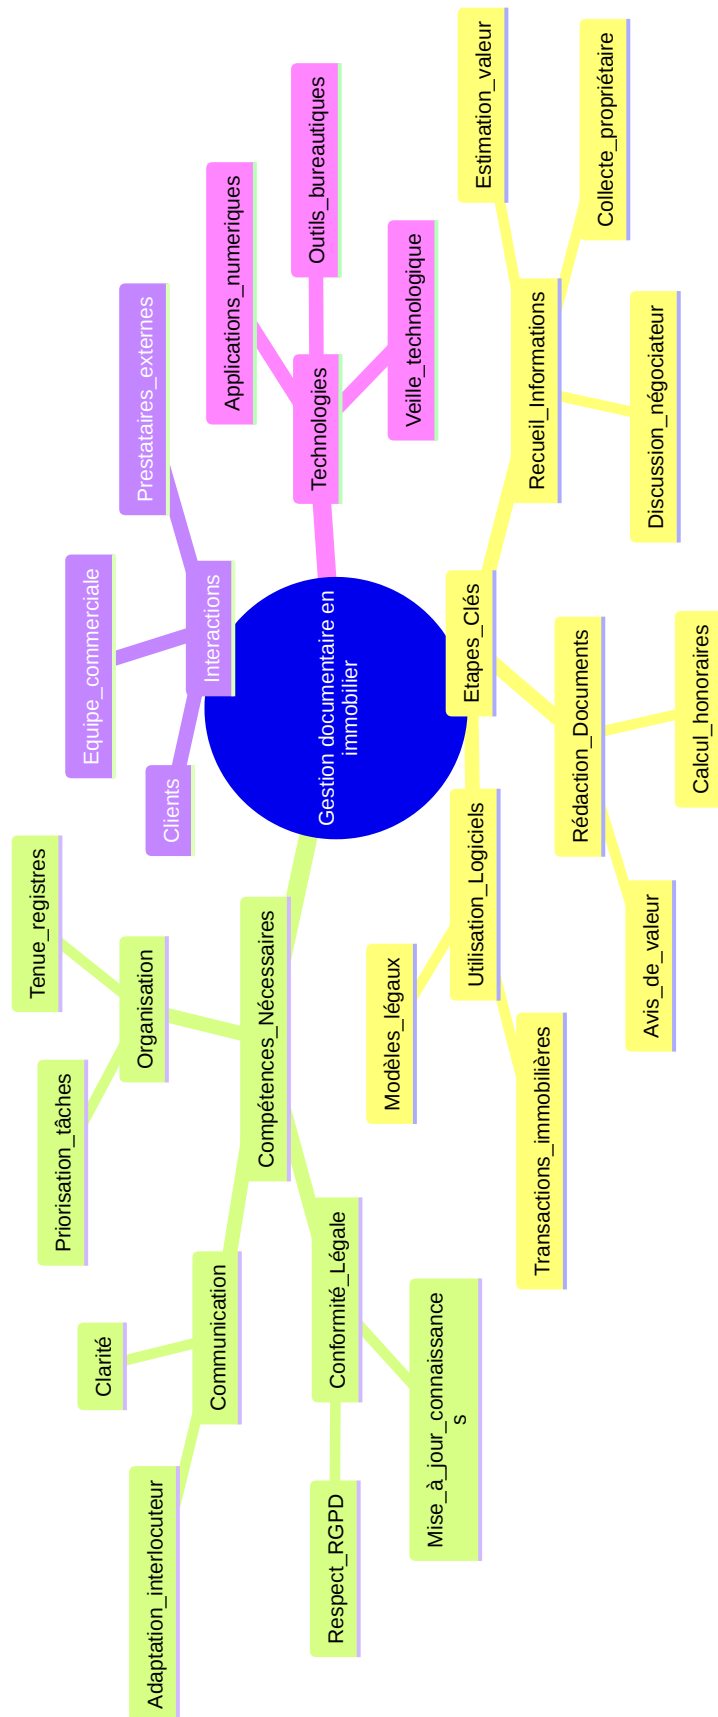 Gestion documentaire en
immobilier
Etapes_Clés
Recueil_Informations
Estimation_valeur
Collecte_propriétaire
Discussion_négociateur
Rédaction_Documents
Avis_de_valeur
Calcul_honoraires
Utilisation_Logiciels
Modèles_légaux
Transactions_immobilières
Compétences_Nécessaires
Organisation
Tenue_registres
Priorisation_tâches
Communication
Clarité
Adaptation_interlocuteur
Conformité_Légale
Respect_RGPD
Mise_à_jour_connaissance
s
Interactions
Clients
Equipe_commerciale
Prestataires_externes
Technologies
Applications_numeriques
Outils_bureautiques
Veille_technologique